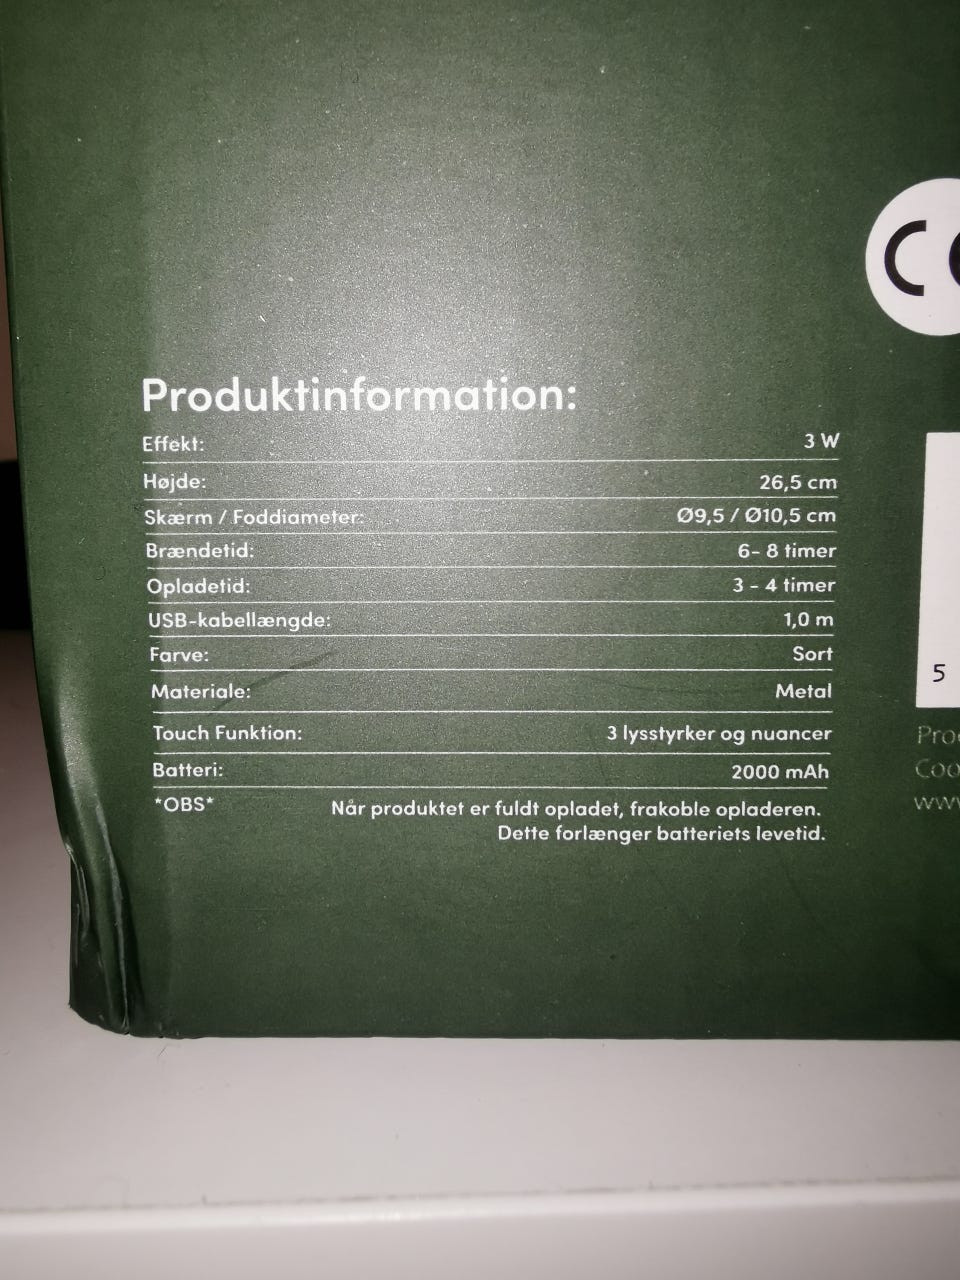 Produktinformation:
Effekt: 3 W
Højde: 26,5 cm
Skærm / Foddiameter: Ø9,5 / Ø10,5 cm
Brændetid: 6- 8 timer
Opladetid: 3 - 4 timer
USB-kabellængde: 1,0 m
Farve: Sort
Materiale: Metal
Touch Funktion: 3 lysstyrker og nuancer
Batteri: 2000 mAh
*OBS* Når produktet er fuldt opladet, frakoble opladeren.
Dette forlænger batteriets levetid.
5